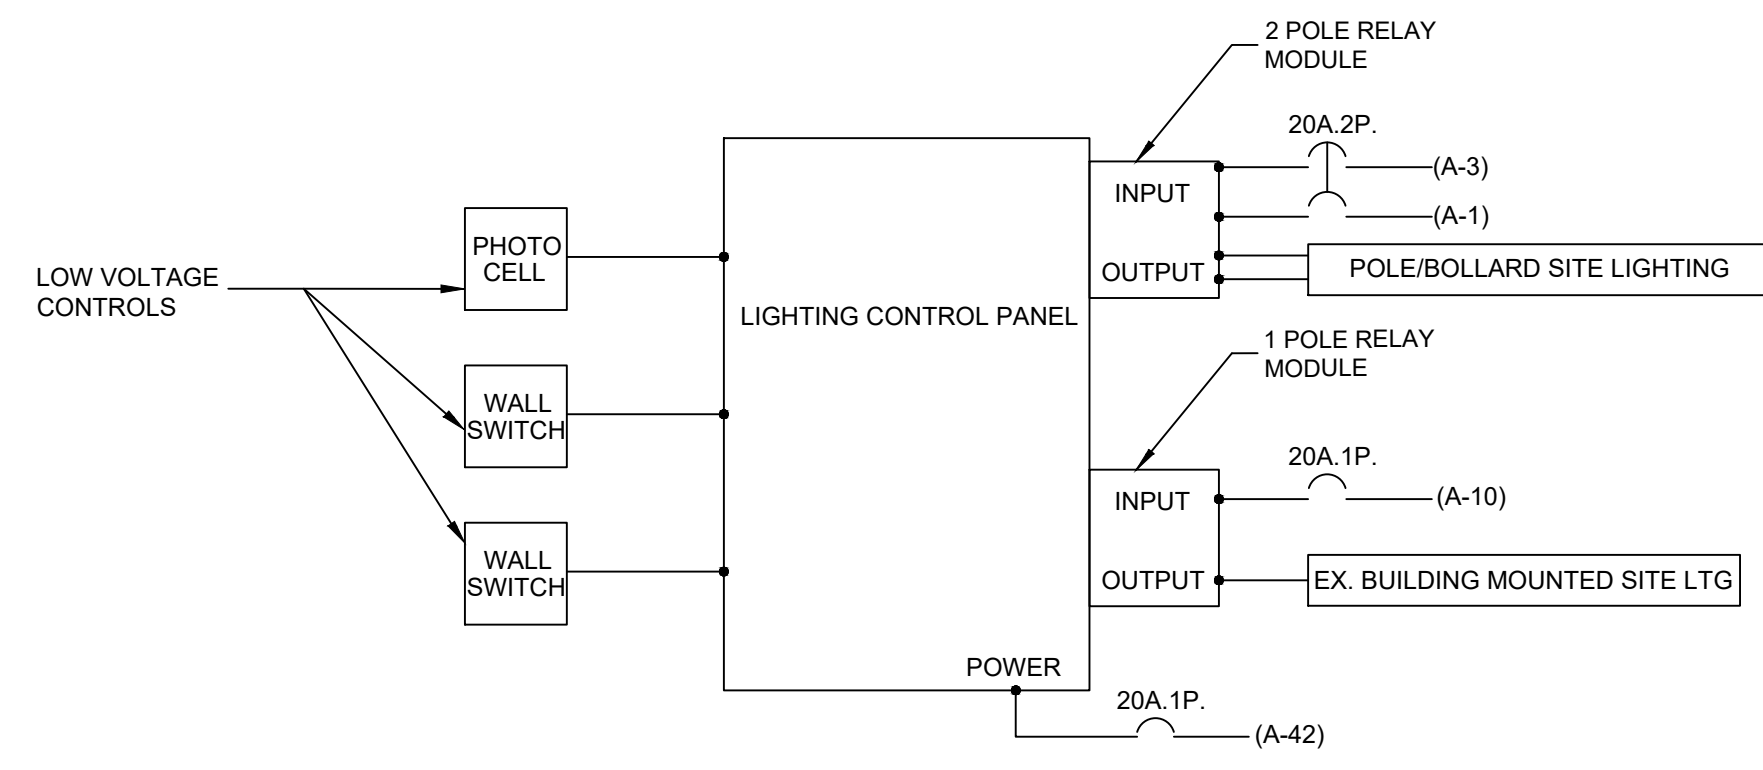 2 POLE RELAY
MODULE
20A.2P.
(A-3)
INPUT
(A-1)
PHOTO
CELL
OUTPUT
POLE/BOLLARD SITE LIGHTING
LOW VOLTAGE
CONTROLS
LIGHTING CONTROL PANEL
1 POLE RELAY
MODULE
WALL
SWITCH
20A.1P.
INPUT
(A-10)
WALL
SWITCH
OUTPUT
EX. BUILDING MOUNTED SITE LTG
POWER
20A.1P.
(A-42)